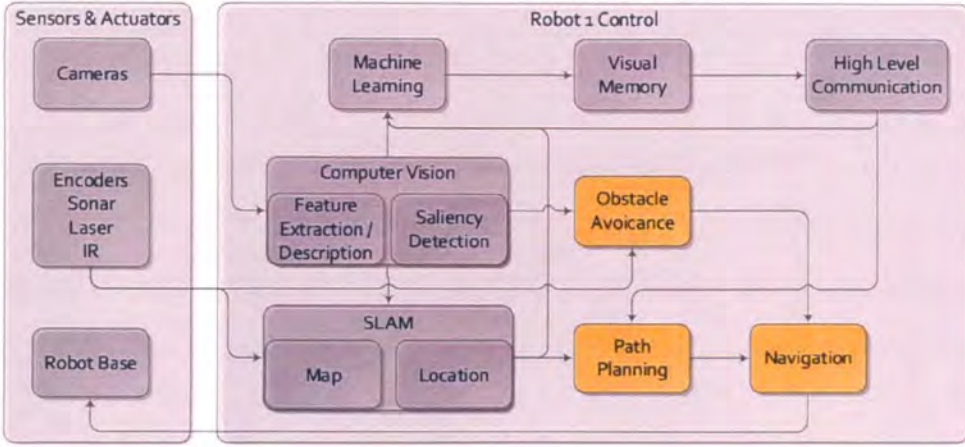 Sensors & Actuators
Cameras
Encoders
Sonar
Laser
IR
Robot Base
Robot 1 Control
Machine
Learning
Visual
Memory
High Level
Communication
Computer Vision
Feature
Extraction /
Description
Saliency
Detection
Obstacle
Avoicance
SLAM
Map
Location
Path
Planning
Navigation